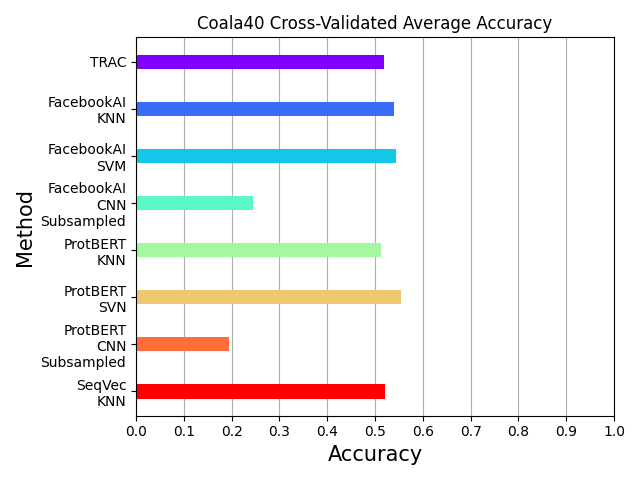 Coala40 Cross-Validated Average Accuracy
Method
TRAC
FacebookAI
KNN
FacebookAI
SVM
FacebookAI
CNN
Subsampled
ProtBERT
KNN
ProtBERT
SVN
ProtBERT
CNN
Subsampled
SeqVec
KNN
0.0 0.1 0.2 0.3 0.4 0.5 0.6 0.7 0.8 0.9 1.0
Accuracy